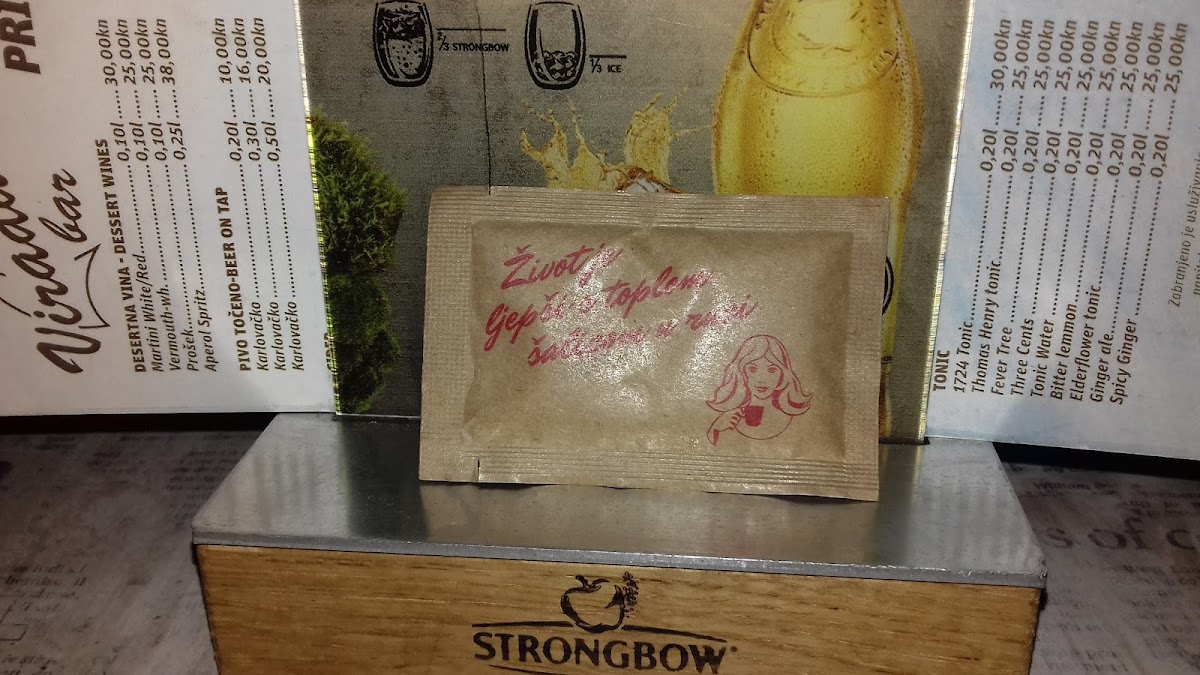 PRI
Vinada
bar
DESERTNA VINA - DESSERT WINES
Martini White/Red 0,10l 30,00kn
Vermouth-wh. 0,10l 25,00kn
Prošek 0,10l 25,00kn
Aperol Spritz 0,25l 38,00kn
PIVO TOČENO-BEER ON TAP
Karlovačko 0,20l 10,00kn
Karlovačko 0,30l 16,00kn
Karlovačko 0,50l 20,00kn
2/3 STRONGBOW
1/3 ICE
Život je
ljepši s toplom
šalicom u ruci
TONIC
1724 Tonic 0,20l 30,00kn
Thomas Henry tonic 0,20l 25,00kn
Fever Tree 0,20l 25,00kn
Three Cents 0,20l 25,00kn
Tonic Water 0,20l 25,00kn
Bitter lemmon 0,20l 25,00kn
Elderflower tonic 0,20l 25,00kn
Ginger ale 0,20l 25,00kn
Spicy Ginger 0,20l 25,00kn
Zabranjeno je usluživanje
STRONGBOW